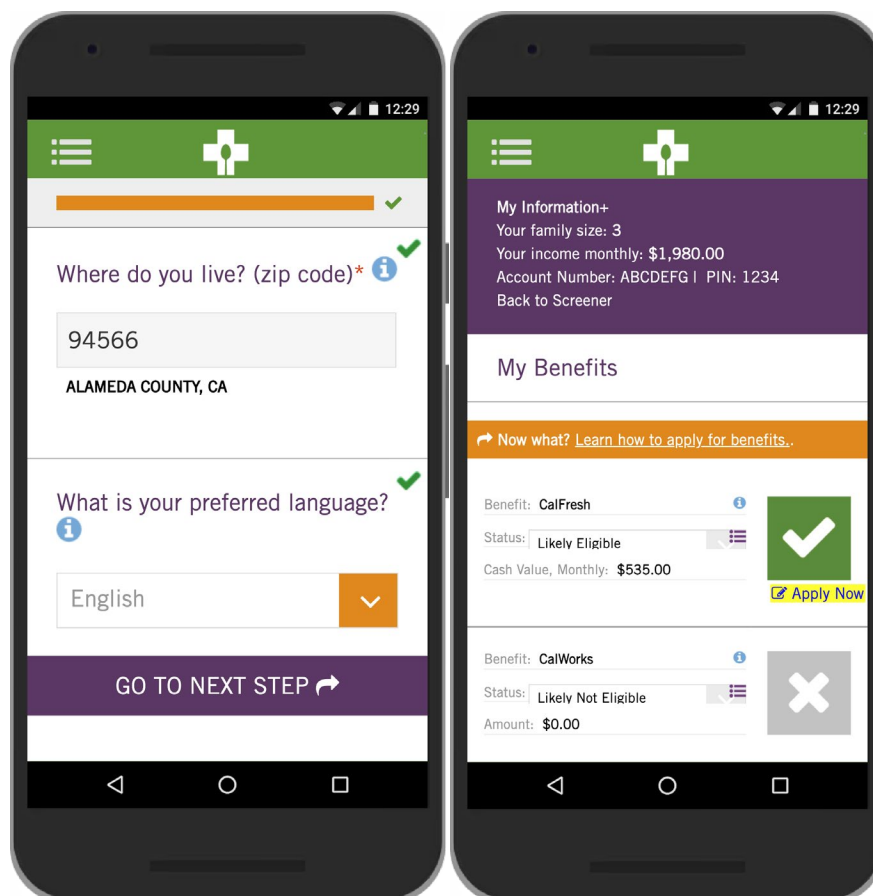 12:29
Where do you live? (zip code)*
94566
ALAMEDA COUNTY, CA
What is your preferred language?
English
GO TO NEXT STEP
12:29
My Information+
Your family size: 3
Your income monthly: $1,980.00
Account Number: ABCDEFG | PIN: 1234
Back to Screener
My Benefits
Now what? Learn how to apply for benefits..
Benefit: CalFresh
Status: Likely Eligible
Cash Value, Monthly: $535.00
Apply Now
Benefit: CalWorks
Status: Likely Not Eligible
Amount: $0.00